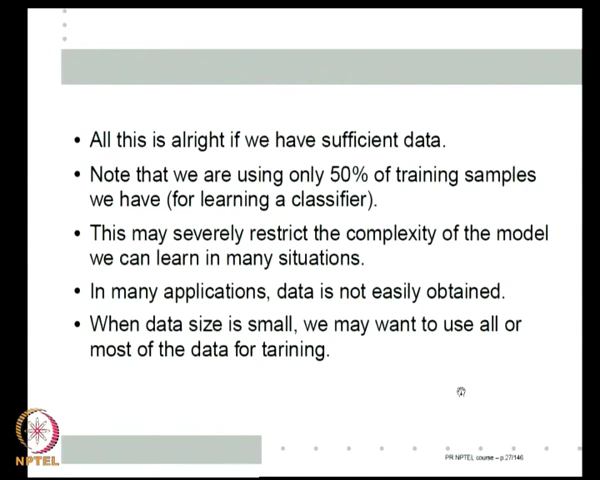 • All this is alright if we have sufficient data.
• Note that we are using only 50% of training samples
we have (for learning a classifier).
• This may severely restrict the complexity of the model
we can learn in many situations.
• In many applications, data is not easily obtained.
• When data size is small, we may want to use all or
most of the data for tarining.
NPTEL
PR NPTEL course – p.27/146